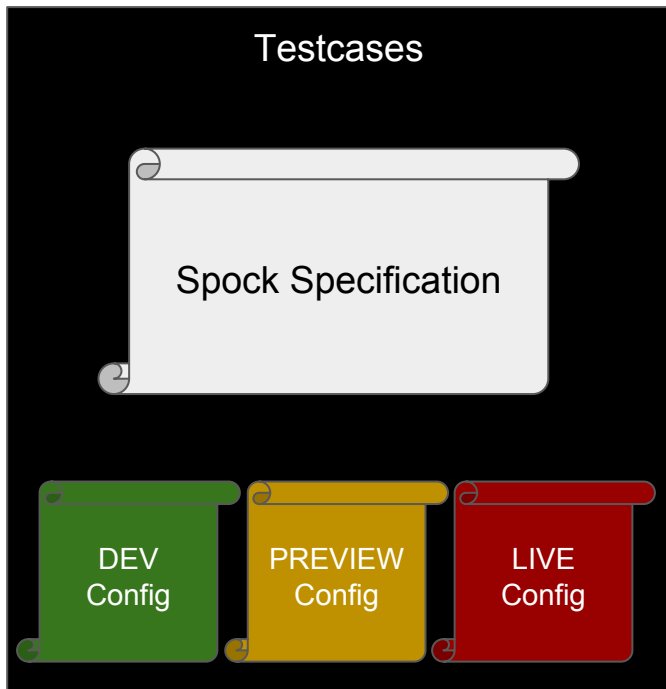 Testcases
Spock Specification
DEV
Config
PREVIEW
Config
LIVE
Config